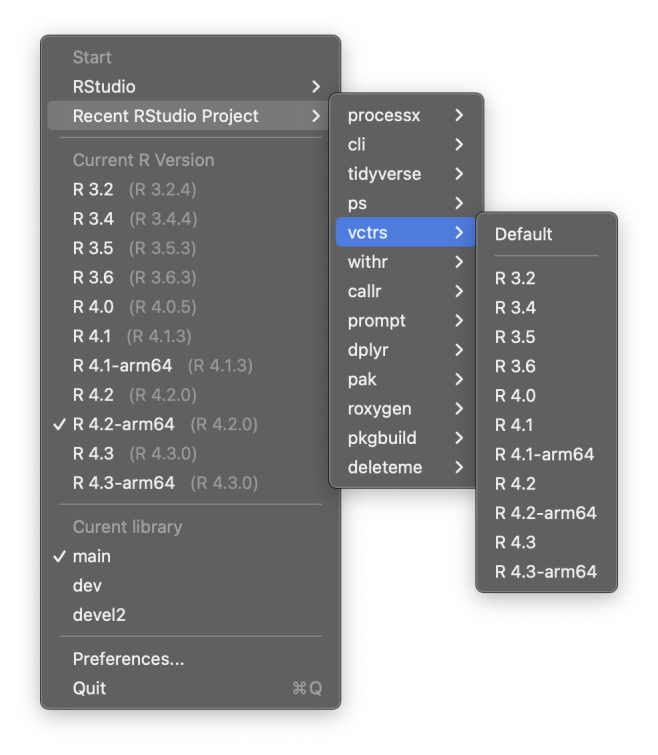 Start
RStudio
Recent RStudio Project
Current R Version
R 3.2 (R 3.2.4)
R 3.4 (R 3.4.4)
R 3.5 (R 3.5.3)
R 3.6 (R 3.6.3)
R 4.0 (R 4.0.5)
R 4.1 (R 4.1.3)
R 4.1-arm64 (R 4.1.3)
R 4.2 (R 4.2.0)
R 4.2-arm64 (R 4.2.0)
R 4.3 (R 4.3.0)
R 4.3-arm64 (R 4.3.0)
Curent library
main
dev
devel2
Preferences...
Quit ⌘Q
processx
cli
tidyverse
ps
vctrs
withr
callr
prompt
dplyr
pak
roxygen
pkgbuild
deleteme
Default
R 3.2
R 3.4
R 3.5
R 3.6
R 4.0
R 4.1
R 4.1-arm64
R 4.2
R 4.2-arm64
R 4.3
R 4.3-arm64